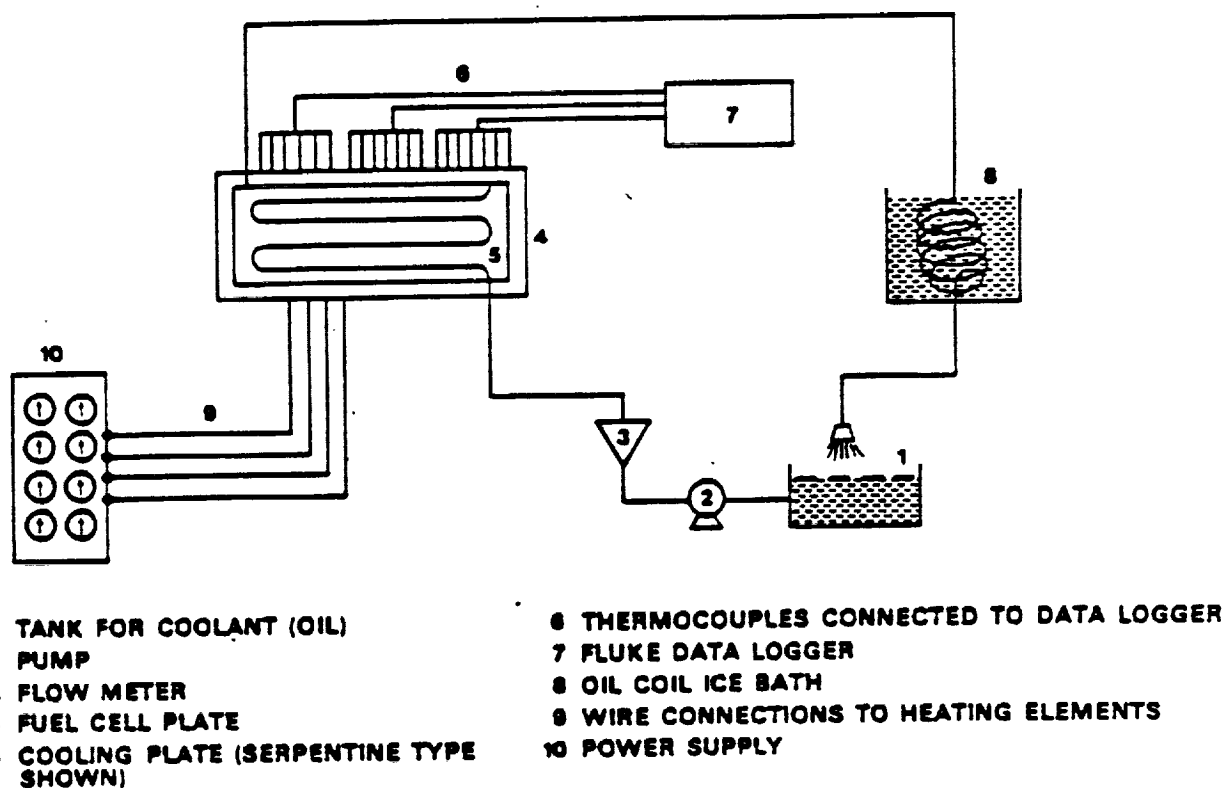 6
7
8
4
5
10
9
3
1
2
TANK FOR COOLANT (OIL)
PUMP
FLOW METER
FUEL CELL PLATE
COOLING PLATE (SERPENTINE TYPE
SHOWN)
6 THERMOCOUPLES CONNECTED TO DATA LOGGER
7 FLUKE DATA LOGGER
8 OIL COIL ICE BATH
9 WIRE CONNECTIONS TO HEATING ELEMENTS
10 POWER SUPPLY